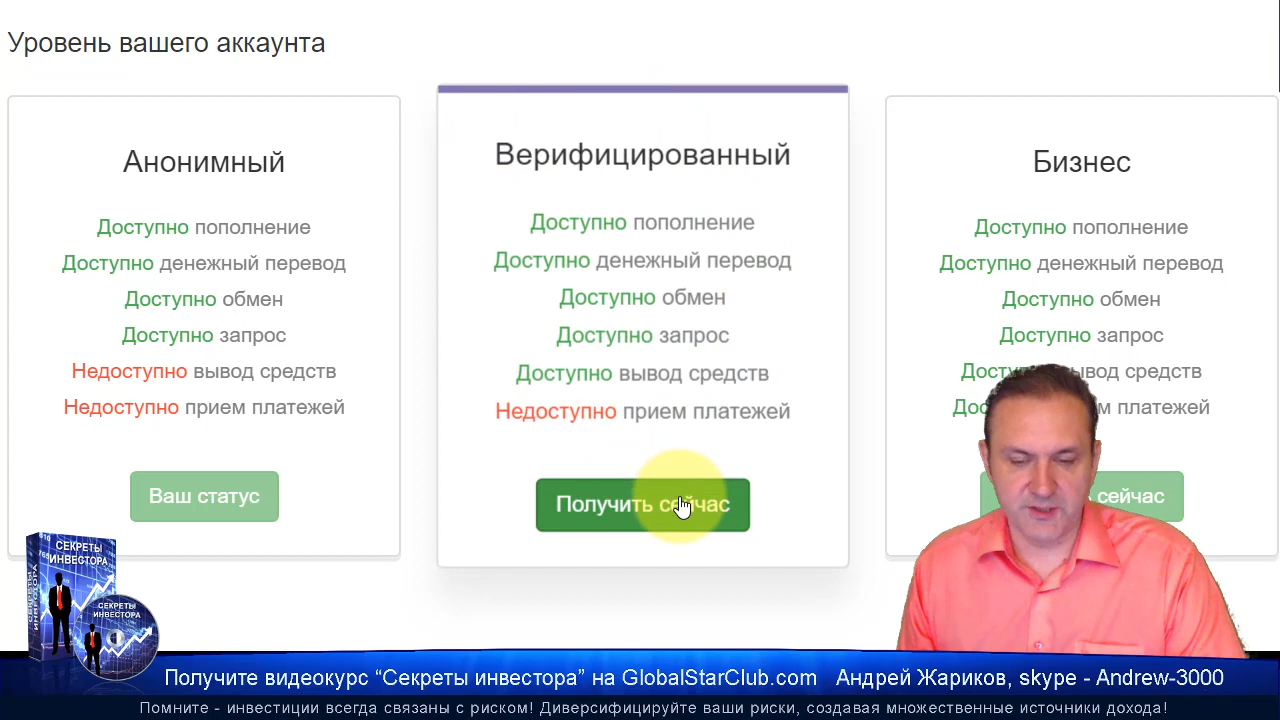 Уровень вашего аккаунта
Анонимный
Доступно пополнение
Доступно денежный перевод
Доступно обмен
Доступно запрос
Недоступно вывод средств
Недоступно прием платежей
Ваш статус
Верифицированный
Доступно пополнение
Доступно денежный перевод
Доступно обмен
Доступно запрос
Доступно вывод средств
Недоступно прием платежей
Получить сейчас
Бизнес
Доступно пополнение
Доступно денежный перевод
Доступно обмен
Доступно запрос
средств
платежей
сейчас
СЕКРЕТЫ
ИНВЕСТОРА
СЕКРЕТЫ
ИНВЕСТОРА
Получите видеокурс “Секреты инвестора” на GlobalStarClub.com Андрей Жариков, skype - Andrew-3000
Помните - инвестиции всегда связаны с риском! Диверсифицируйте ваши риски, создавая множественные источники дохода!